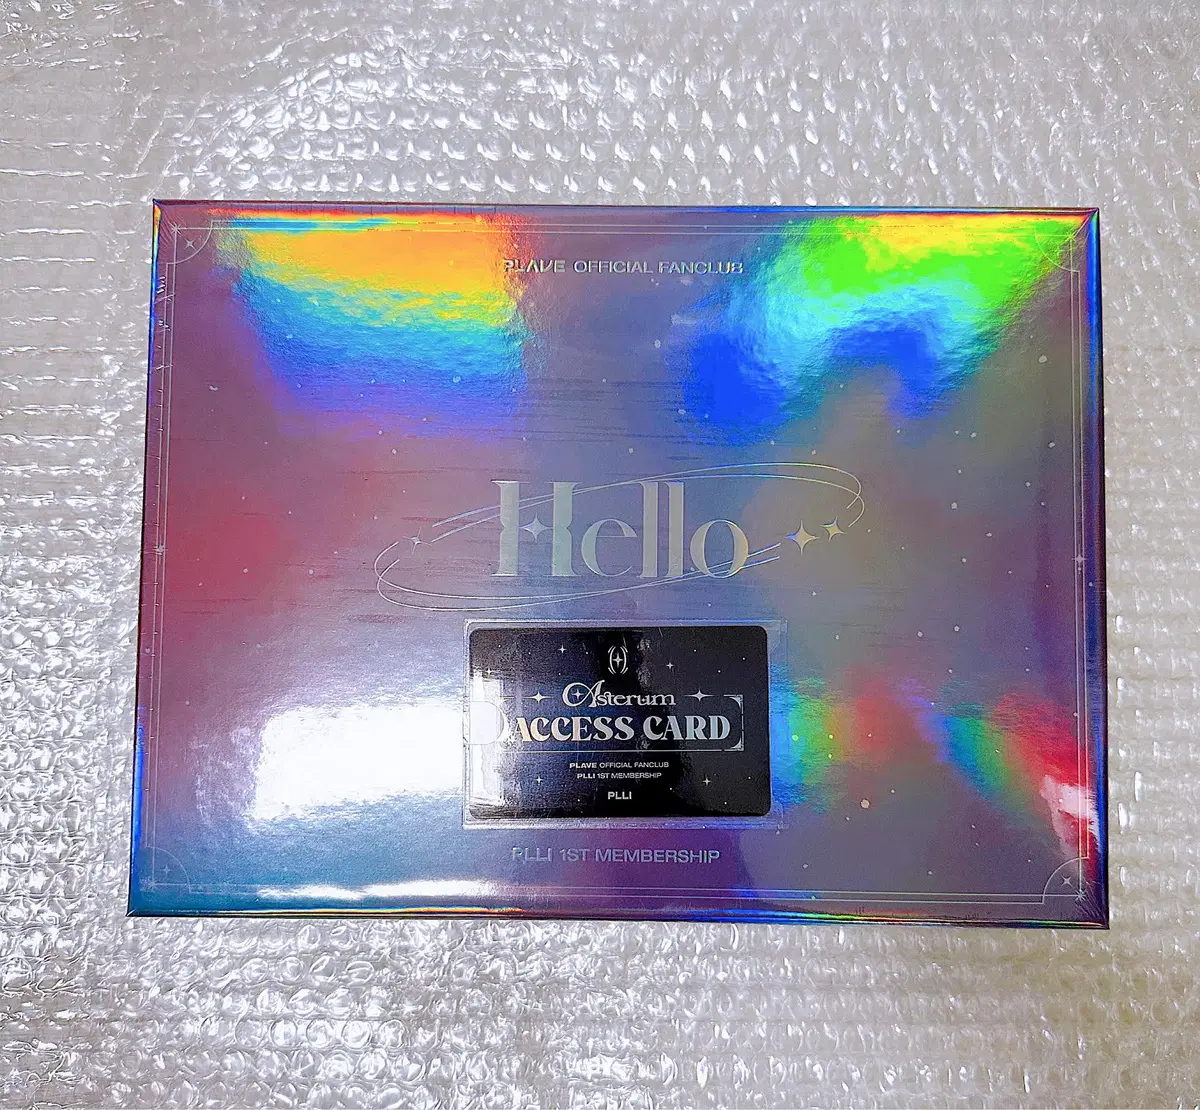 PLAVE OFFICIAL FANCLUB
Hello
Asterum
ACCESS CARD
PLAVE OFFICIAL FANCLUB
PLLI 1ST MEMBERSHIP
PLLI
PLLI 1ST MEMBERSHIP